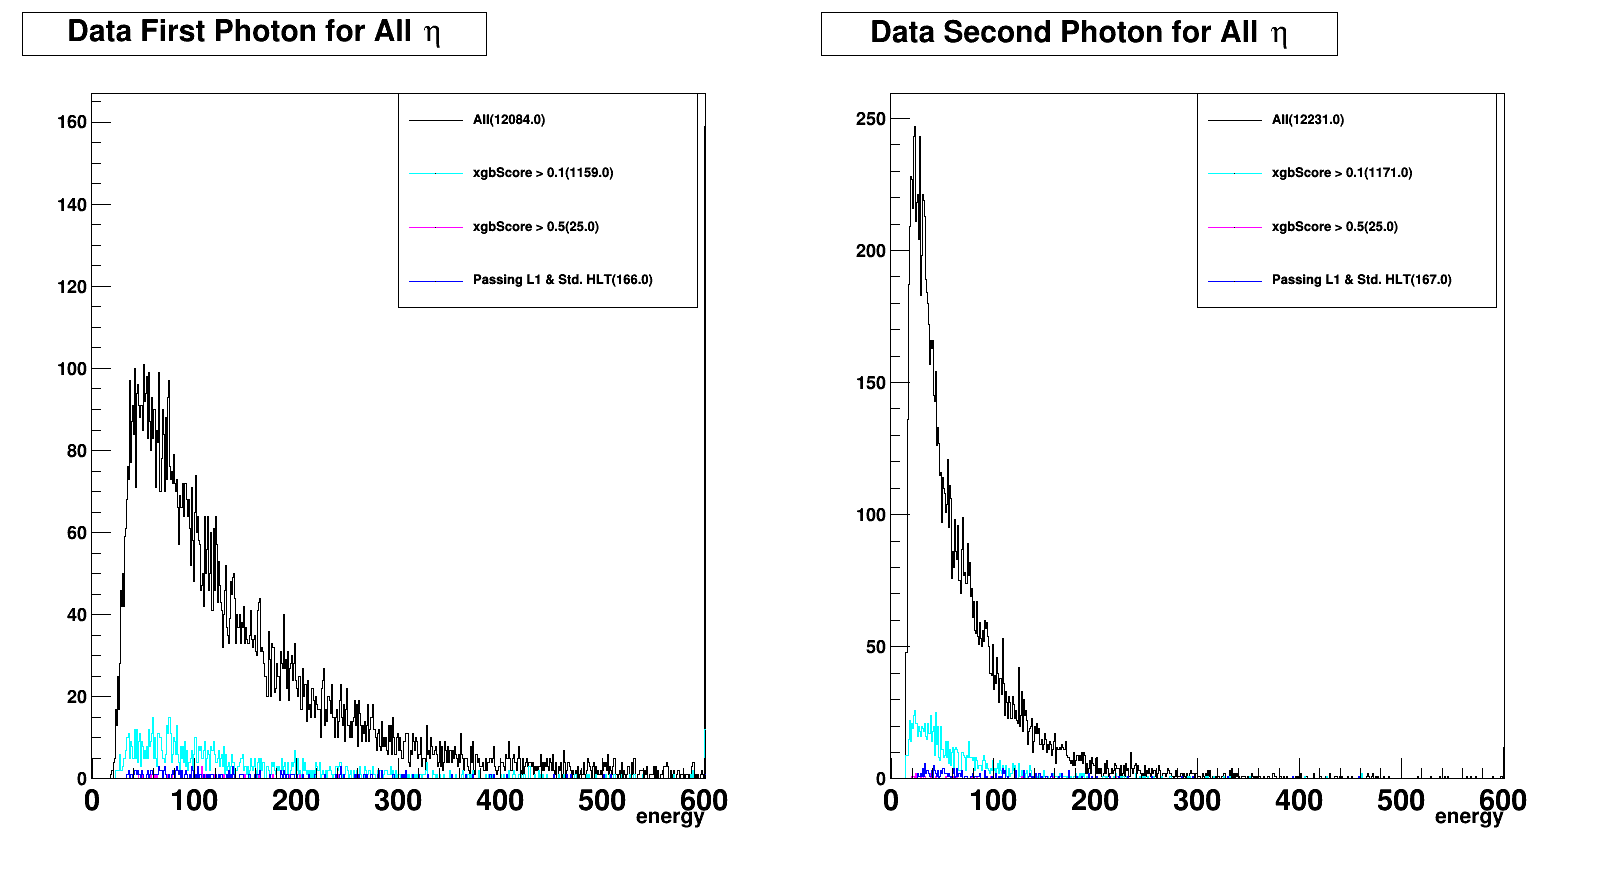 Data First Photon for All η
160
140
120
100
80
60
40
20
0
All(12084.0)
xgbScore > 0.1(1159.0)
xgbScore > 0.5(25.0)
Passing L1 & Std. HLT(166.0)
0 100 200 300 400 500 600
energy
Data Second Photon for All η
250
200
150
100
50
0
All(12231.0)
xgbScore > 0.1(1171.0)
xgbScore > 0.5(25.0)
Passing L1 & Std. HLT(167.0)
0 100 200 300 400 500 600
energy